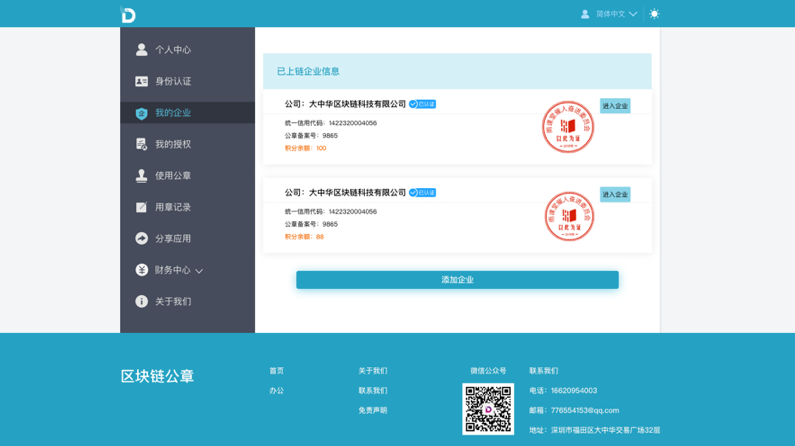 简体中文
个人中心
身份认证
我的企业
我的授权
使用公章
用章记录
分享应用
财务中心
关于我们
已上链企业信息
公司：大中华区块链科技有限公司 已认证
进入企业
统一信用代码：1422320004056
公章备案号：9865
积分余额：100
以此为证
公司：大中华区块链科技有限公司 已认证
进入企业
统一信用代码：1422320004056
公章备案号：9865
积分余额：88
以此为证
添加企业
区块链公章
首页
办公
关于我们
联系我们
免责声明
微信公众号
联系我们
电话：16620954003
邮箱：776554153@qq.com
地址：深圳市福田区大中华交易广场32层